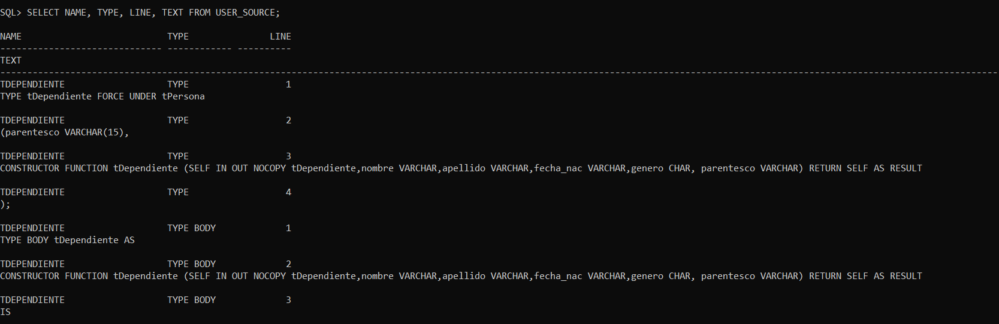 SQL> SELECT NAME, TYPE, LINE, TEXT FROM USER_SOURCE;
NAME                           TYPE               LINE
------------------------------ ------------ ----------
TEXT
-----------------------------------------------------------------------------------------------------------------------------------------------------------------------------------------
TDEPENDIENTE                   TYPE                  1
TYPE tDependiente FORCE UNDER tPersona
TDEPENDIENTE                   TYPE                  2
(parentesco VARCHAR(15),
TDEPENDIENTE                   TYPE                  3
CONSTRUCTOR FUNCTION tDependiente (SELF IN OUT NOCOPY tDependiente,nombre VARCHAR,apellido VARCHAR,fecha_nac VARCHAR,genero CHAR, parentesco VARCHAR) RETURN SELF AS RESULT
TDEPENDIENTE                   TYPE                  4
);
TDEPENDIENTE                   TYPE BODY             1
TYPE BODY tDependiente AS
TDEPENDIENTE                   TYPE BODY             2
CONSTRUCTOR FUNCTION tDependiente (SELF IN OUT NOCOPY tDependiente,nombre VARCHAR,apellido VARCHAR,fecha_nac VARCHAR,genero CHAR, parentesco VARCHAR) RETURN SELF AS RESULT
TDEPENDIENTE                   TYPE BODY             3
IS